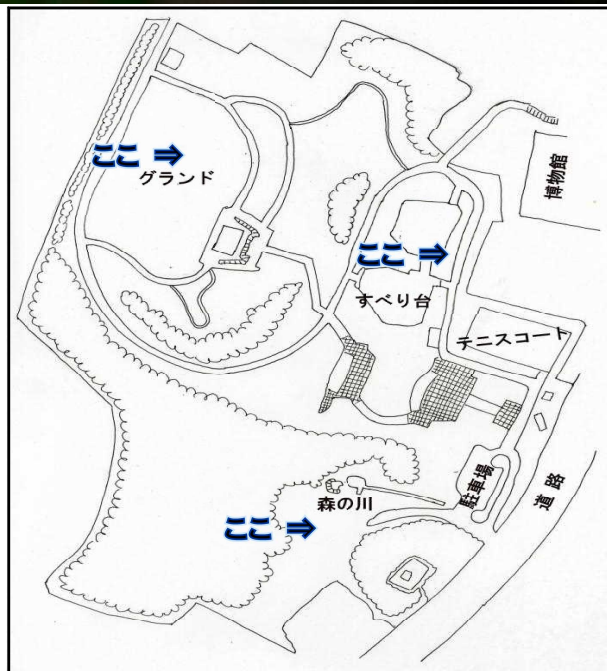 ここ ⇒
グランド
博物館
ここ ⇒
すべり台
テニスコート
森の川
ここ ⇒
駐車場
道路